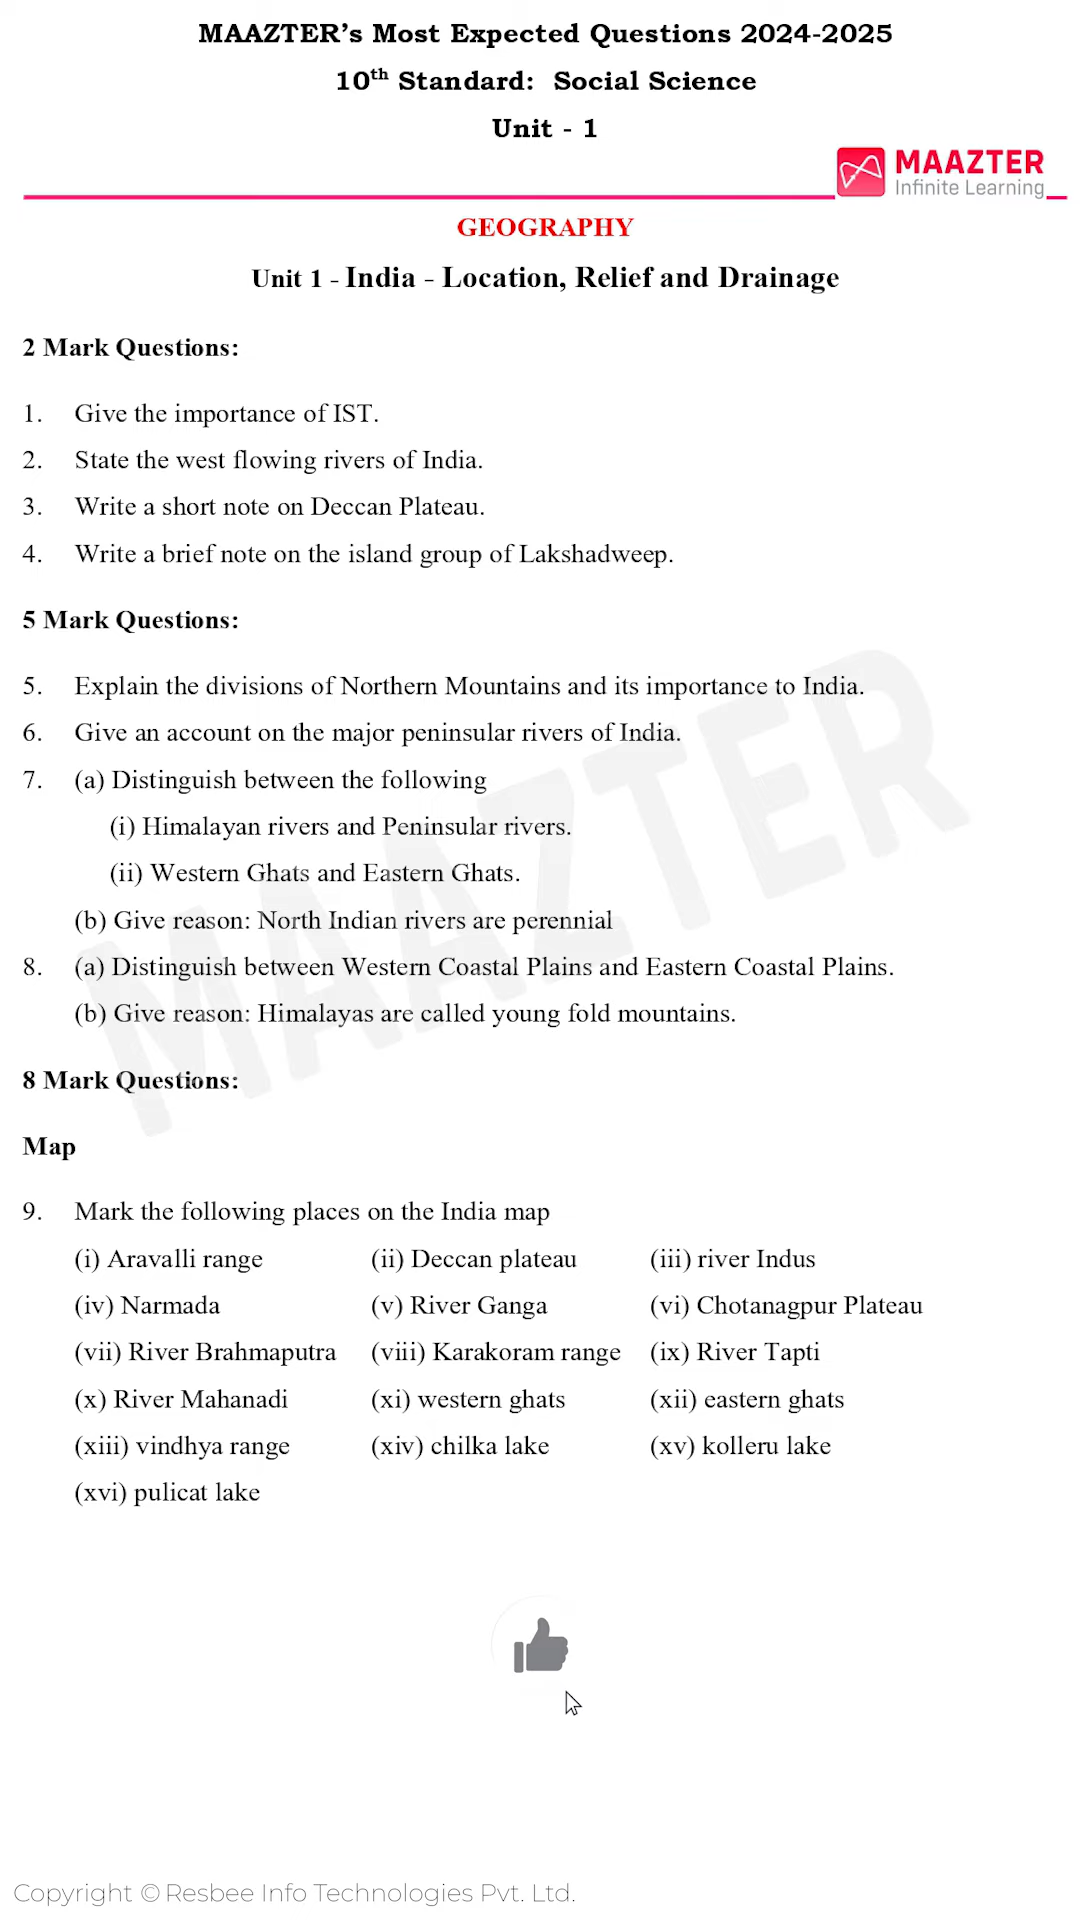 MAAZTER’s Most Expected Questions 2024-2025
10th Standard: Social Science
Unit - 1
MAAZTER
Infinite Learning
GEOGRAPHY
Unit 1 - India - Location, Relief and Drainage
2 Mark Questions:
1. Give the importance of IST.
2. State the west flowing rivers of India.
3. Write a short note on Deccan Plateau.
4. Write a brief note on the island group of Lakshadweep.
5 Mark Questions:
5. Explain the divisions of Northern Mountains and its importance to India.
6. Give an account on the major peninsular rivers of India.
7. (a) Distinguish between the following
(i) Himalayan rivers and Peninsular rivers.
(ii) Western Ghats and Eastern Ghats.
(b) Give reason: North Indian rivers are perennial
8. (a) Distinguish between Western Coastal Plains and Eastern Coastal Plains.
(b) Give reason: Himalayas are called young fold mountains.
MAAZTER
8 Mark Questions:
Map
9. Mark the following places on the India map
(i) Aravalli range (ii) Deccan plateau (iii) river Indus
(iv) Narmada (v) River Ganga (vi) Chotanagpur Plateau
(vii) River Brahmaputra (viii) Karakoram range (ix) River Tapti
(x) River Mahanadi (xi) western ghats (xii) eastern ghats
(xiii) vindhya range (xiv) chilka lake (xv) kolleru lake
(xvi) pulicat lake
Copyright © Resbee Info Technologies Pvt. Ltd.